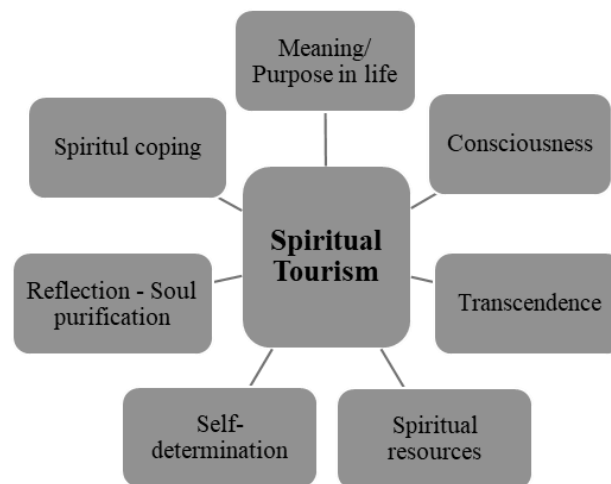 Meaning/
Purpose in life
Spiritul coping
Consciousness
Spiritual
Tourism
Reflection - Soul
purification
Transcendence
Self-
determination
Spiritual
resources